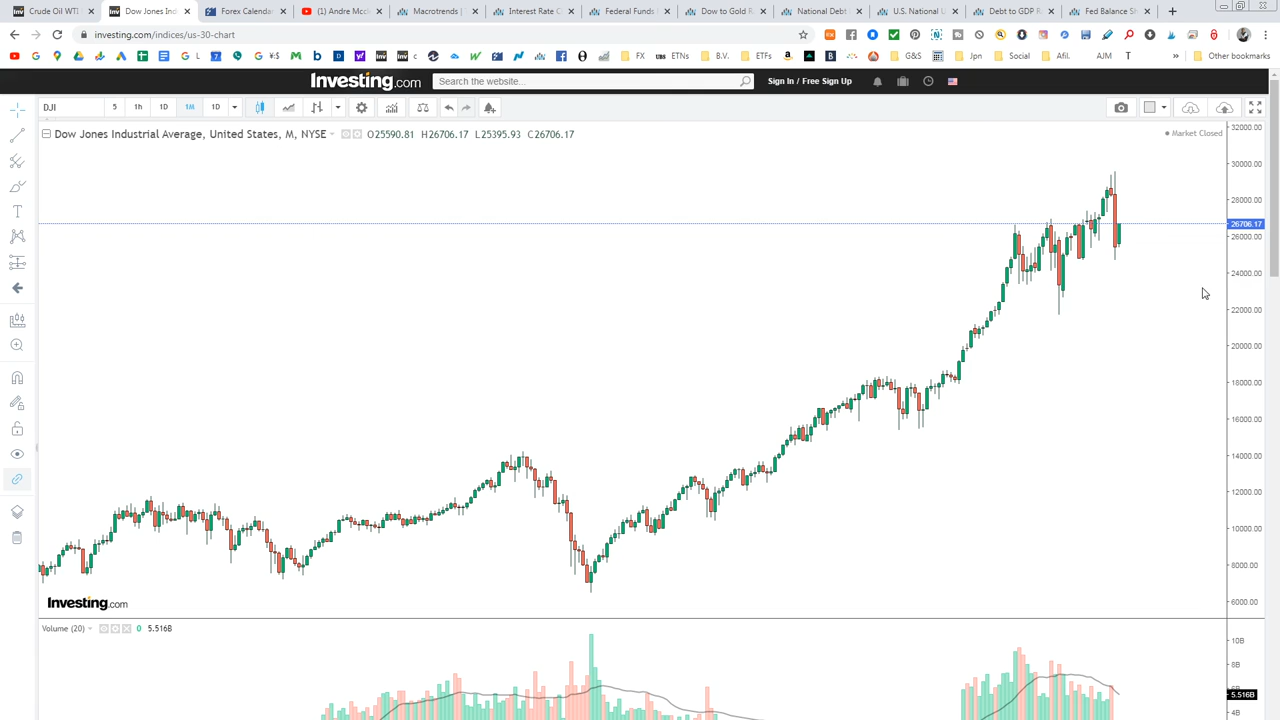 Crude Oil WTI
Dow Jones Ind
Forex Calendar
(1) Andre Mccl
Macrotrends |
Interest Rate C
Federal Funds
Dow to Gold R
National Debt
U.S. National U
Debt to GDP R
Fed Balance Sh
investing.com/indices/us-30-chart
G L
¥:$
FX
ETNs
B.V.
ETFs
G&S
Jpn
Social
Afil.
AJM
T
Other bookmarks
Investing.com
Search the website...
Sign In / Free Sign Up
DJI
5
1h
1D
1M
1D
Dow Jones Industrial Average, United States, M, NYSE
O25590.81 H26706.17 L25395.93 C26706.17
Market Closed
32000.00
30000.00
28000.00
26706.17
26000.00
24000.00
22000.00
20000.00
18000.00
16000.00
14000.00
12000.00
10000.00
8000.00
6000.00
Investing.com
Volume (20)
0 5.516B
10B
8B
5.516B
4B